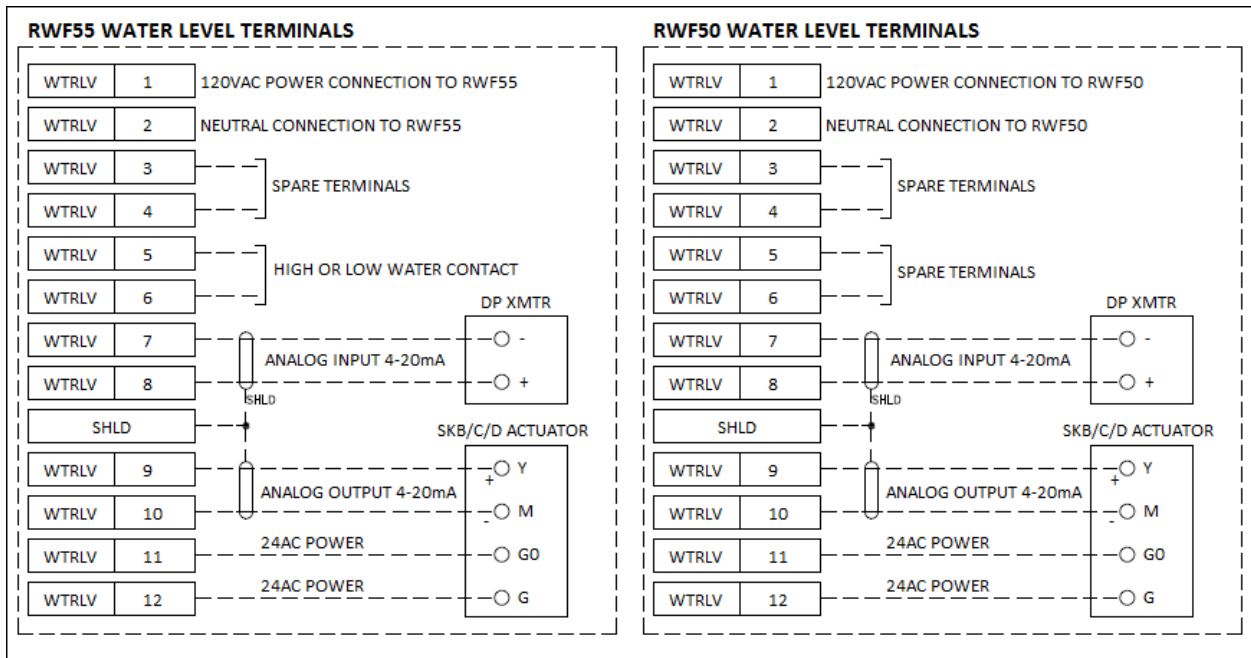 RWF55 WATER LEVEL TERMINALS
WTRLV 1 120VAC POWER CONNECTION TO RWF55
WTRLV 2 NEUTRAL CONNECTION TO RWF55
WTRLV 3
SPARE TERMINALS
WTRLV 4
WTRLV 5
HIGH OR LOW WATER CONTACT
WTRLV 6
DP XMTR
WTRLV 7 -
ANALOG INPUT 4-20mA
WTRLV 8 +
SHLD
SHLD
SKB/C/D ACTUATOR
WTRLV 9 + Y
ANALOG OUTPUT 4-20mA
WTRLV 10 - M
24AC POWER
WTRLV 11 G0
24AC POWER
WTRLV 12 G
RWF50 WATER LEVEL TERMINALS
WTRLV 1 120VAC POWER CONNECTION TO RWF50
WTRLV 2 NEUTRAL CONNECTION TO RWF50
WTRLV 3
SPARE TERMINALS
WTRLV 4
WTRLV 5
SPARE TERMINALS
WTRLV 6
DP XMTR
WTRLV 7 -
ANALOG INPUT 4-20mA
WTRLV 8 +
SHLD
SHLD
SKB/C/D ACTUATOR
WTRLV 9 + Y
ANALOG OUTPUT 4-20mA
WTRLV 10 - M
24AC POWER
WTRLV 11 G0
24AC POWER
WTRLV 12 G